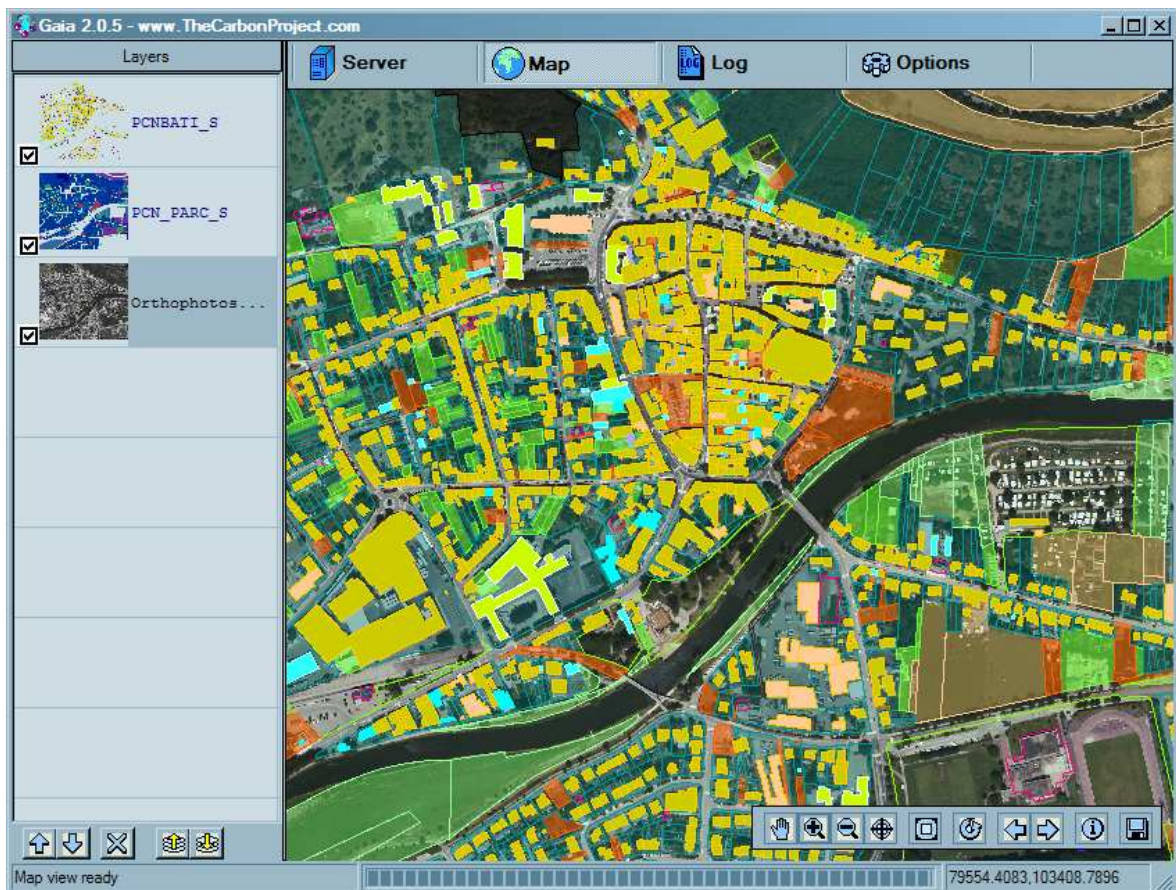 Gaia 2.0.5 - www.TheCarbonProject.com
Layers
Server
Map
LOG
Log
Options
PCNBATI_S
PCN_PARC_S
Orthophotos...
Map view ready
79554.4083,103408.7896